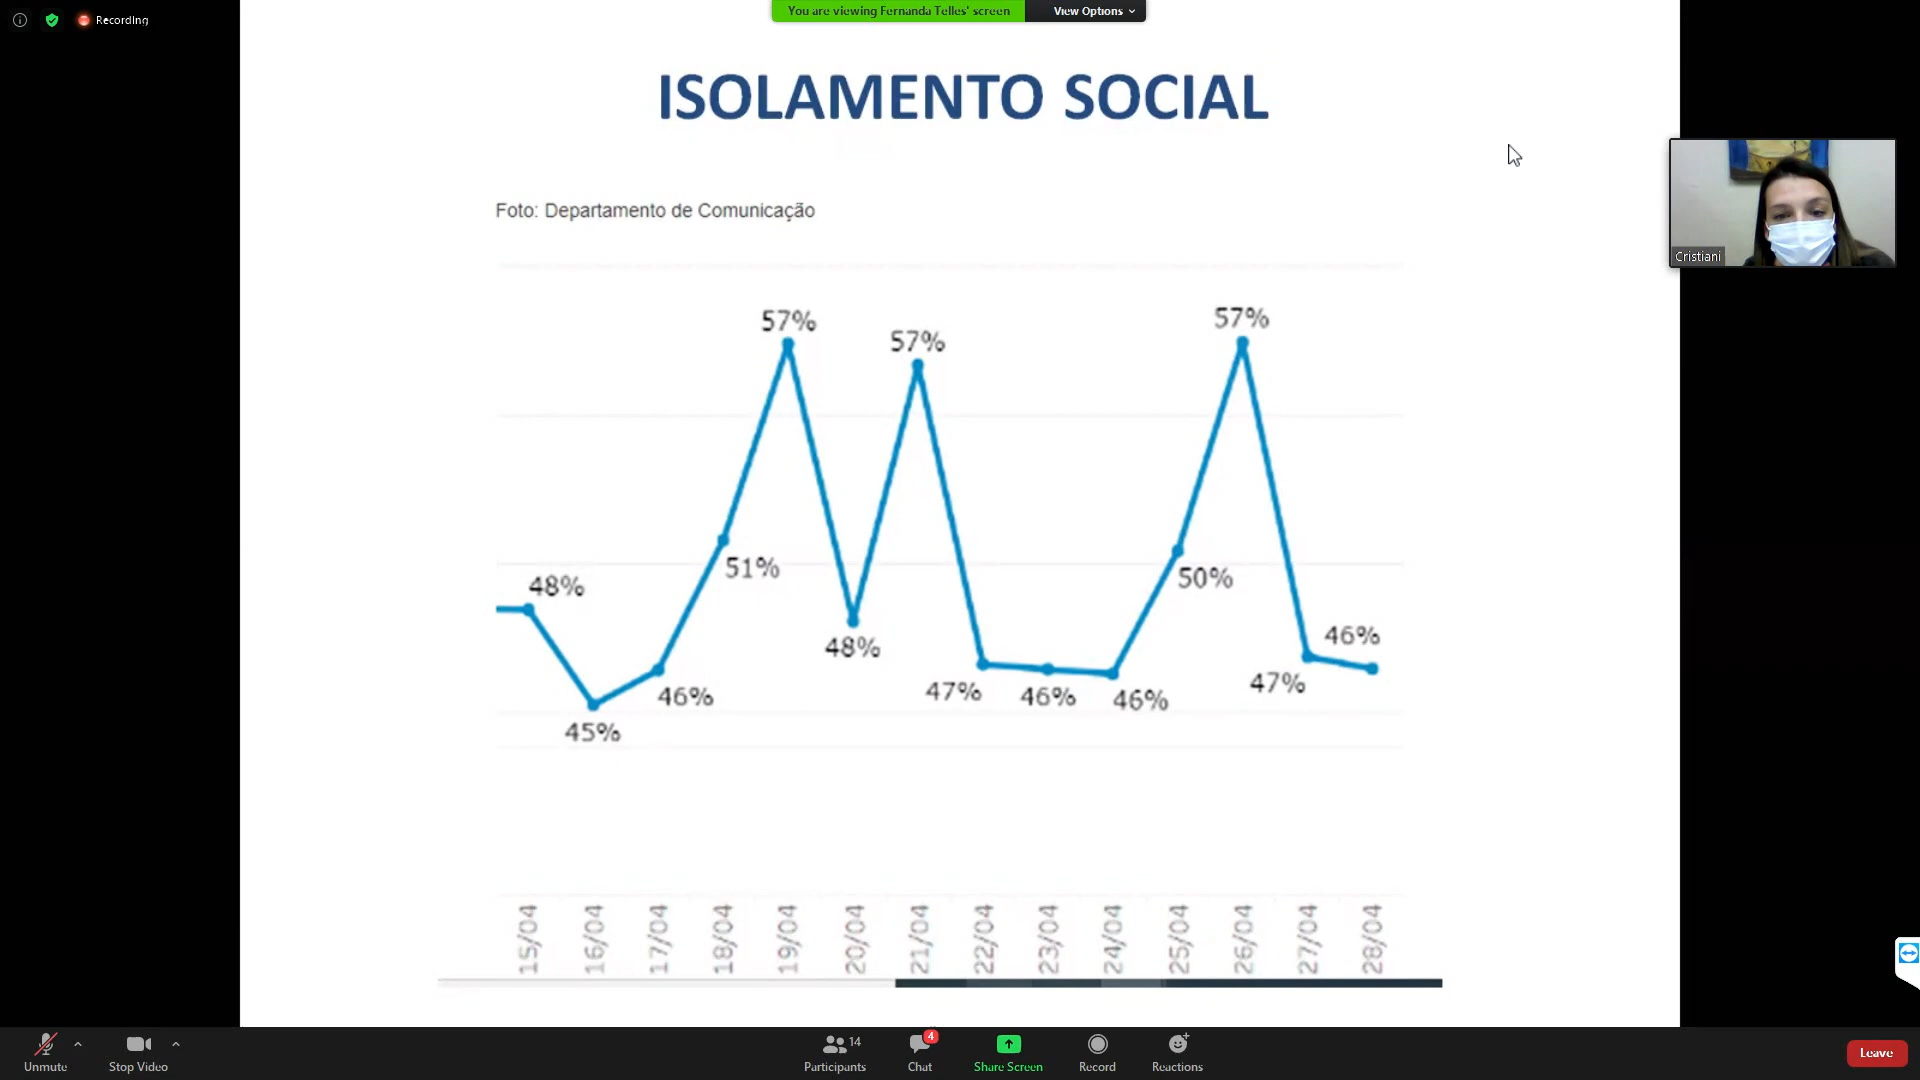 Recording
You are viewing Fernanda Telles' screen
View Options
ISOLAMENTO SOCIAL
Foto: Departamento de Comunicação
Cristiani
57%
57%
57%
48%
51%
50%
48%
46%
46%
47%
46%
46%
47%
45%
15/04
16/04
17/04
18/04
19/04
20/04
21/04
22/04
23/04
24/04
25/04
26/04
27/04
28/04
Unmute
Stop Video
14
Participants
4
Chat
Share Screen
Record
Reactions
Leave